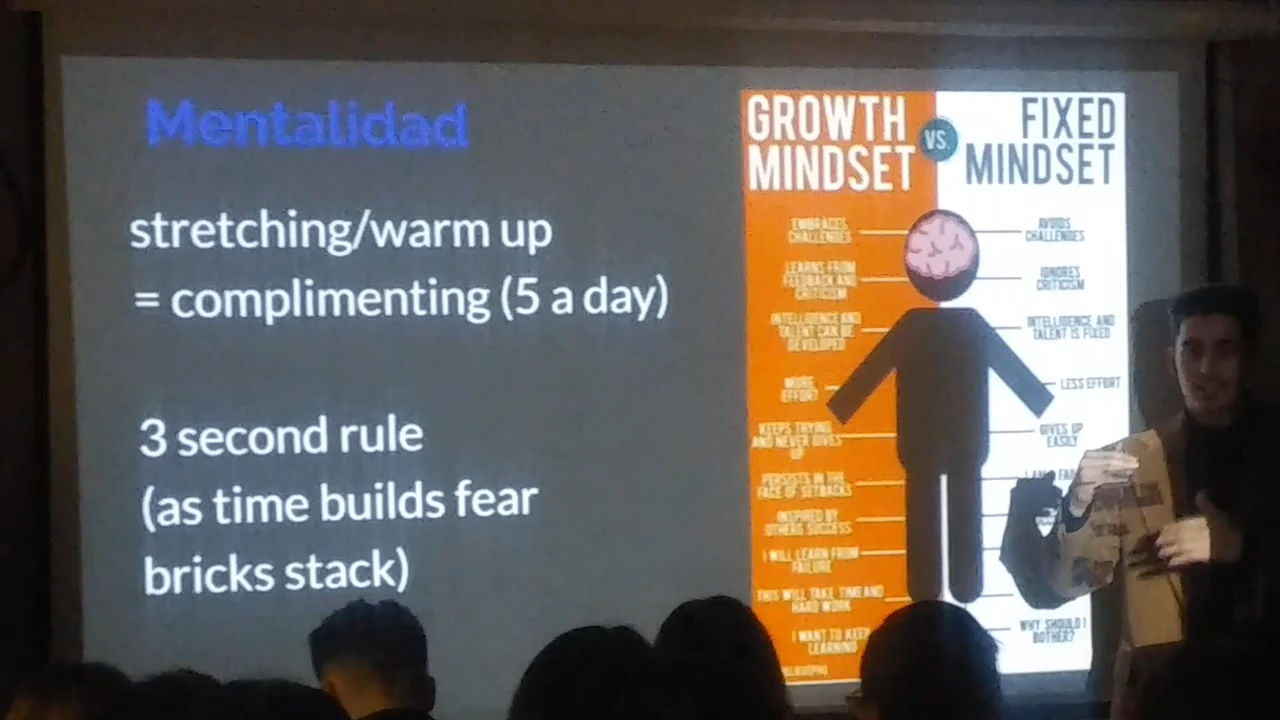 Mentalidad
stretching/warm up
= complimenting (5 a day)
3 second rule
(as time builds fear
bricks stack)
GROWTH
MINDSET
VS.
FIXED
MINDSET
EMBRACES
CHALLENGES
LEARNS FROM
FEEDBACK AND
CRITICISM
INTELLIGENCE AND
TALENT CAN BE
DEVELOPED
MORE
EFFORT
KEEPS TRYING
AND NEVER GIVES
UP
PERSISTS IN THE
FACE OF SETBACKS
INSPIRED BY
OTHERS SUCCESS
I WILL LEARN FROM
FAILURE
THIS WILL TAKE TIME AND
HARD WORK
I WANT TO KEEP
LEARNING
AVOIDS
CHALLENGES
IGNORES
CRITICISM
INTELLIGENCE AND
TALENT IS FIXED
LESS EFFORT
GIVES UP
EASILY
WHY SHOULD I
BOTHER?